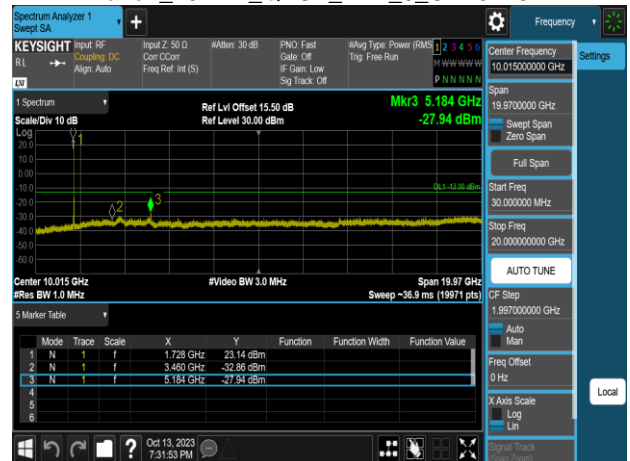 Spectrum Analyzer 1
Swept SA
Frequency
KEYSIGHT
RL
LXI
Input: RF
Coupling: DC
Align: Auto
Input Z: 50 Ω
Corr CCorr
Freq Ref: Int (S)
#Atten: 30 dB
PNO: Fast
Gate: Off
IF Gain: Low
Sig Track: Off
#Avg Type: Power (RMS
Trig: Free Run
1 2 3 4 5 6
M W W W W W
P N N N N N
Center Frequency
10.015000000 GHz
Settings
Span
19.9700000 GHz
Swept Span
Zero Span
Full Span
Start Freq
30.000000 MHz
Stop Freq
20.000000000 GHz
AUTO TUNE
CF Step
1.997000000 GHz
Auto
Man
Freq Offset
0 Hz
X Axis Scale
Log
Lin
Signal Track
(Span Zoom)
Local
1 Spectrum
Scale/Div 10 dB
Log
Ref Lvl Offset 15.50 dB
Ref Level 30.00 dBm
Mkr3 5.184 GHz
-27.94 dBm
20.0
10.0
0.00
-10.0
-20.0
-30.0
-40.0
-50.0
-60.0
1
2
3
DL1 -13.00 dBm
Center 10.015 GHz
#Res BW 1.0 MHz
#Video BW 3.0 MHz
Span 19.97 GHz
Sweep ~36.9 ms (19971 pts)
5 Marker Table
Mode Trace Scale X Y Function Function Width Function Value
1 N 1 f 1.728 GHz 23.14 dBm
2 N 1 f 3.460 GHz -32.86 dBm
3 N 1 f 5.184 GHz -27.94 dBm
4
5
6
Oct 13, 2023
7:31:53 PM